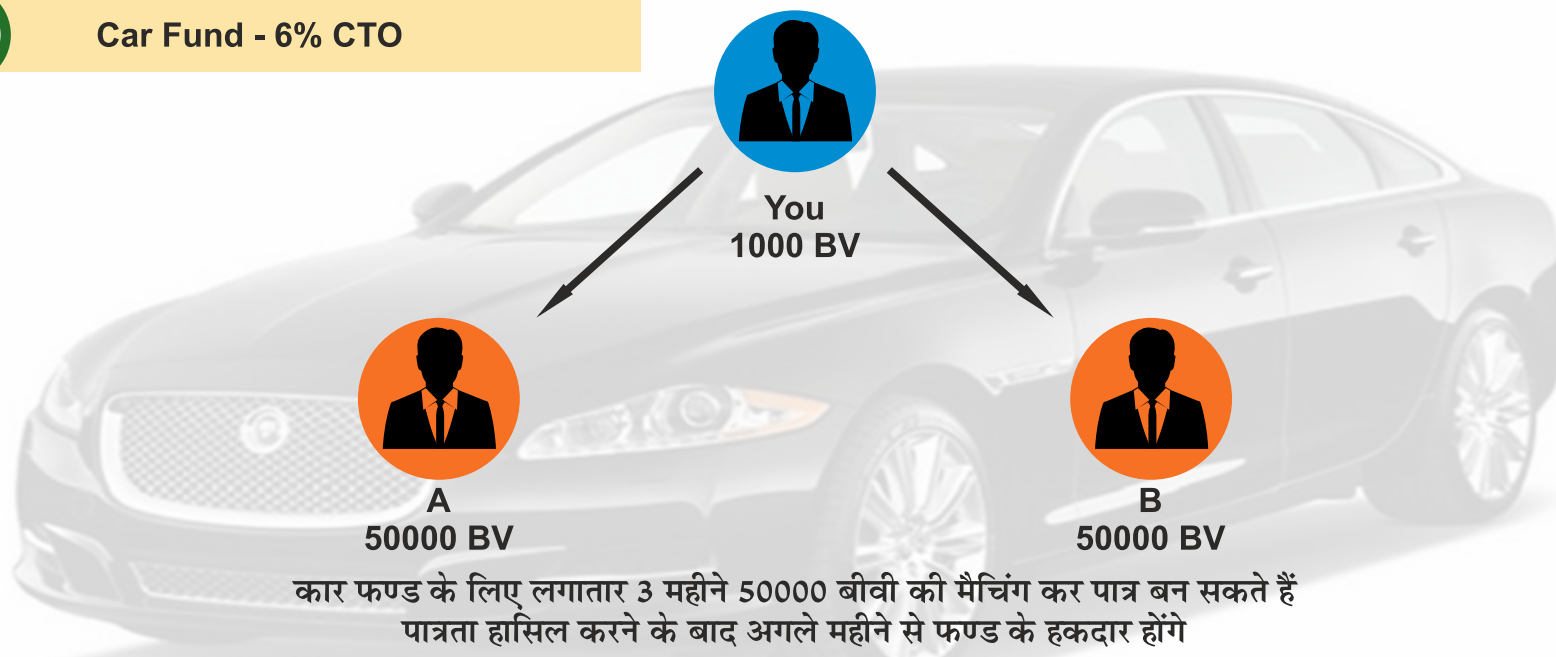 Car Fund - 6% CTO
You
1000 BV
A
50000 BV
B
50000 BV
कार फण्ड के लिए लगातार 3 महीने 50000 बीवी की मैचिंग कर पात्र बन सकते हैं
पात्रता हासिल करने के बाद अगले महीने से फण्ड के हकदार होंगे